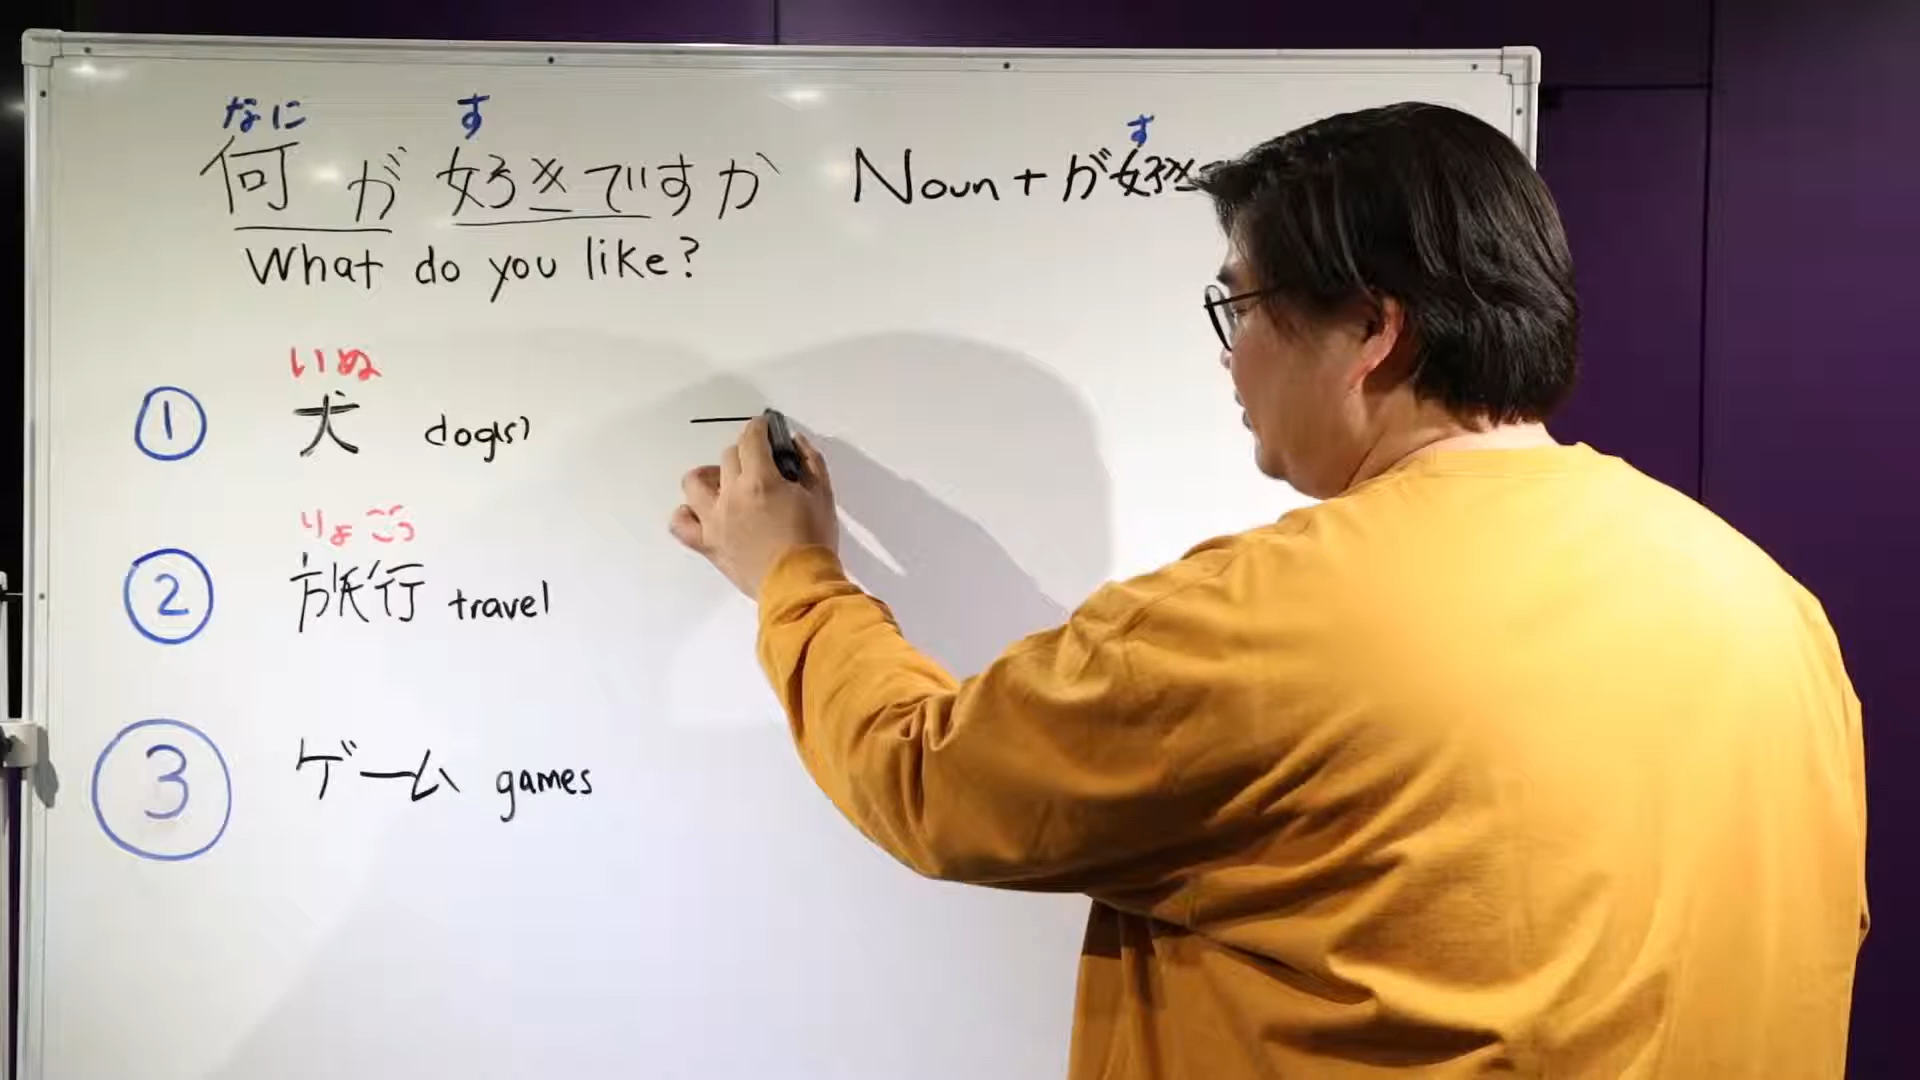 なに す
何が好きですか
What do you like?
す
Noun + が好き
① いぬ
犬 dog(s)
② りょこう
旅行 travel
③ ゲーム games